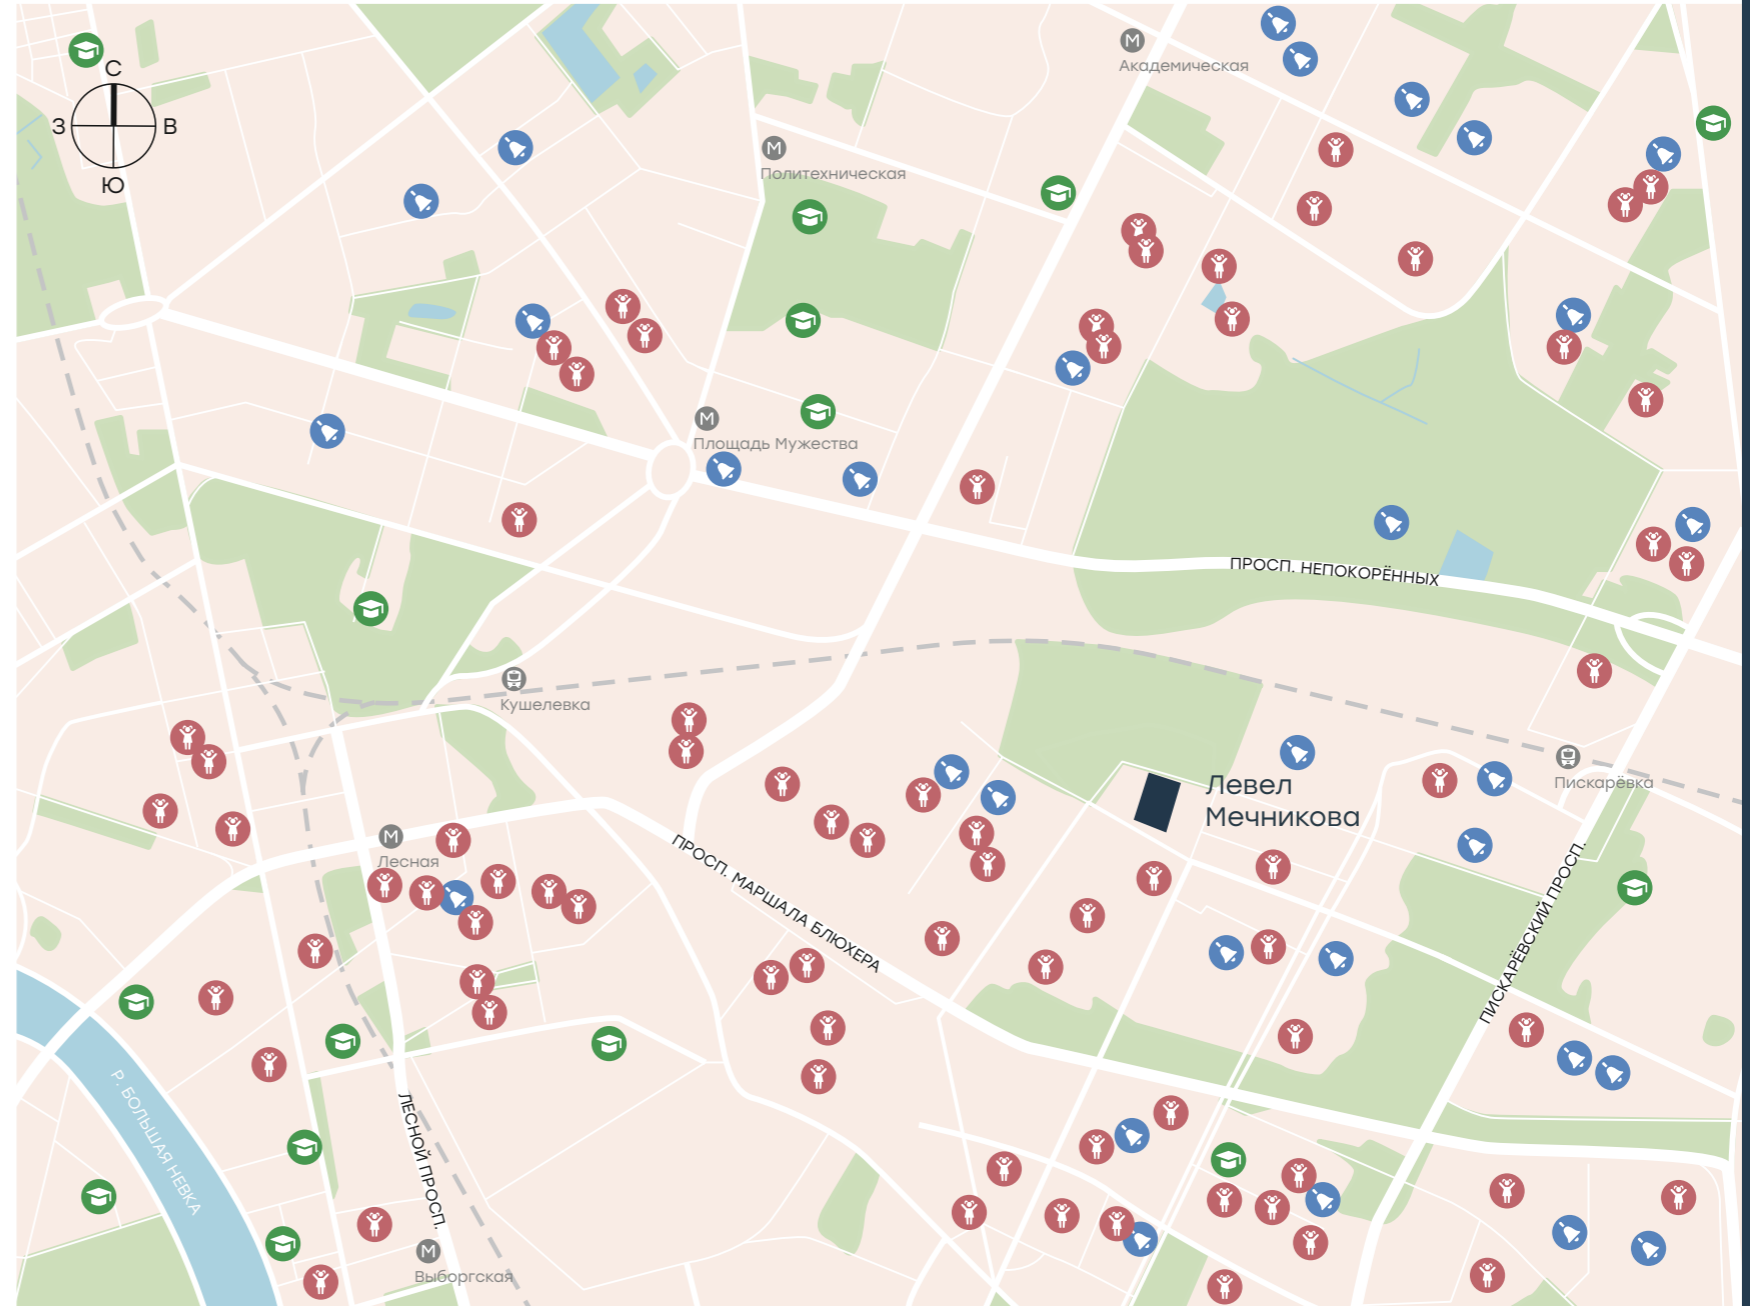 С
З
В
Ю
М
Академическая
М
Политехническая
М
Площадь Мужества
ПРОСП. НЕПОКОРЁННЫХ
Кушелевка
Пискарёвка
Левел
Мечникова
М
Лесная
ПРОСП. МАРШАЛА БЛЮХЕРА
ПИСКАРЁВСКИЙ ПРОСП.
Р. БОЛЬШАЯ НЕВКА
ЛЕСНОЙ ПРОСП.
М
Выборгская